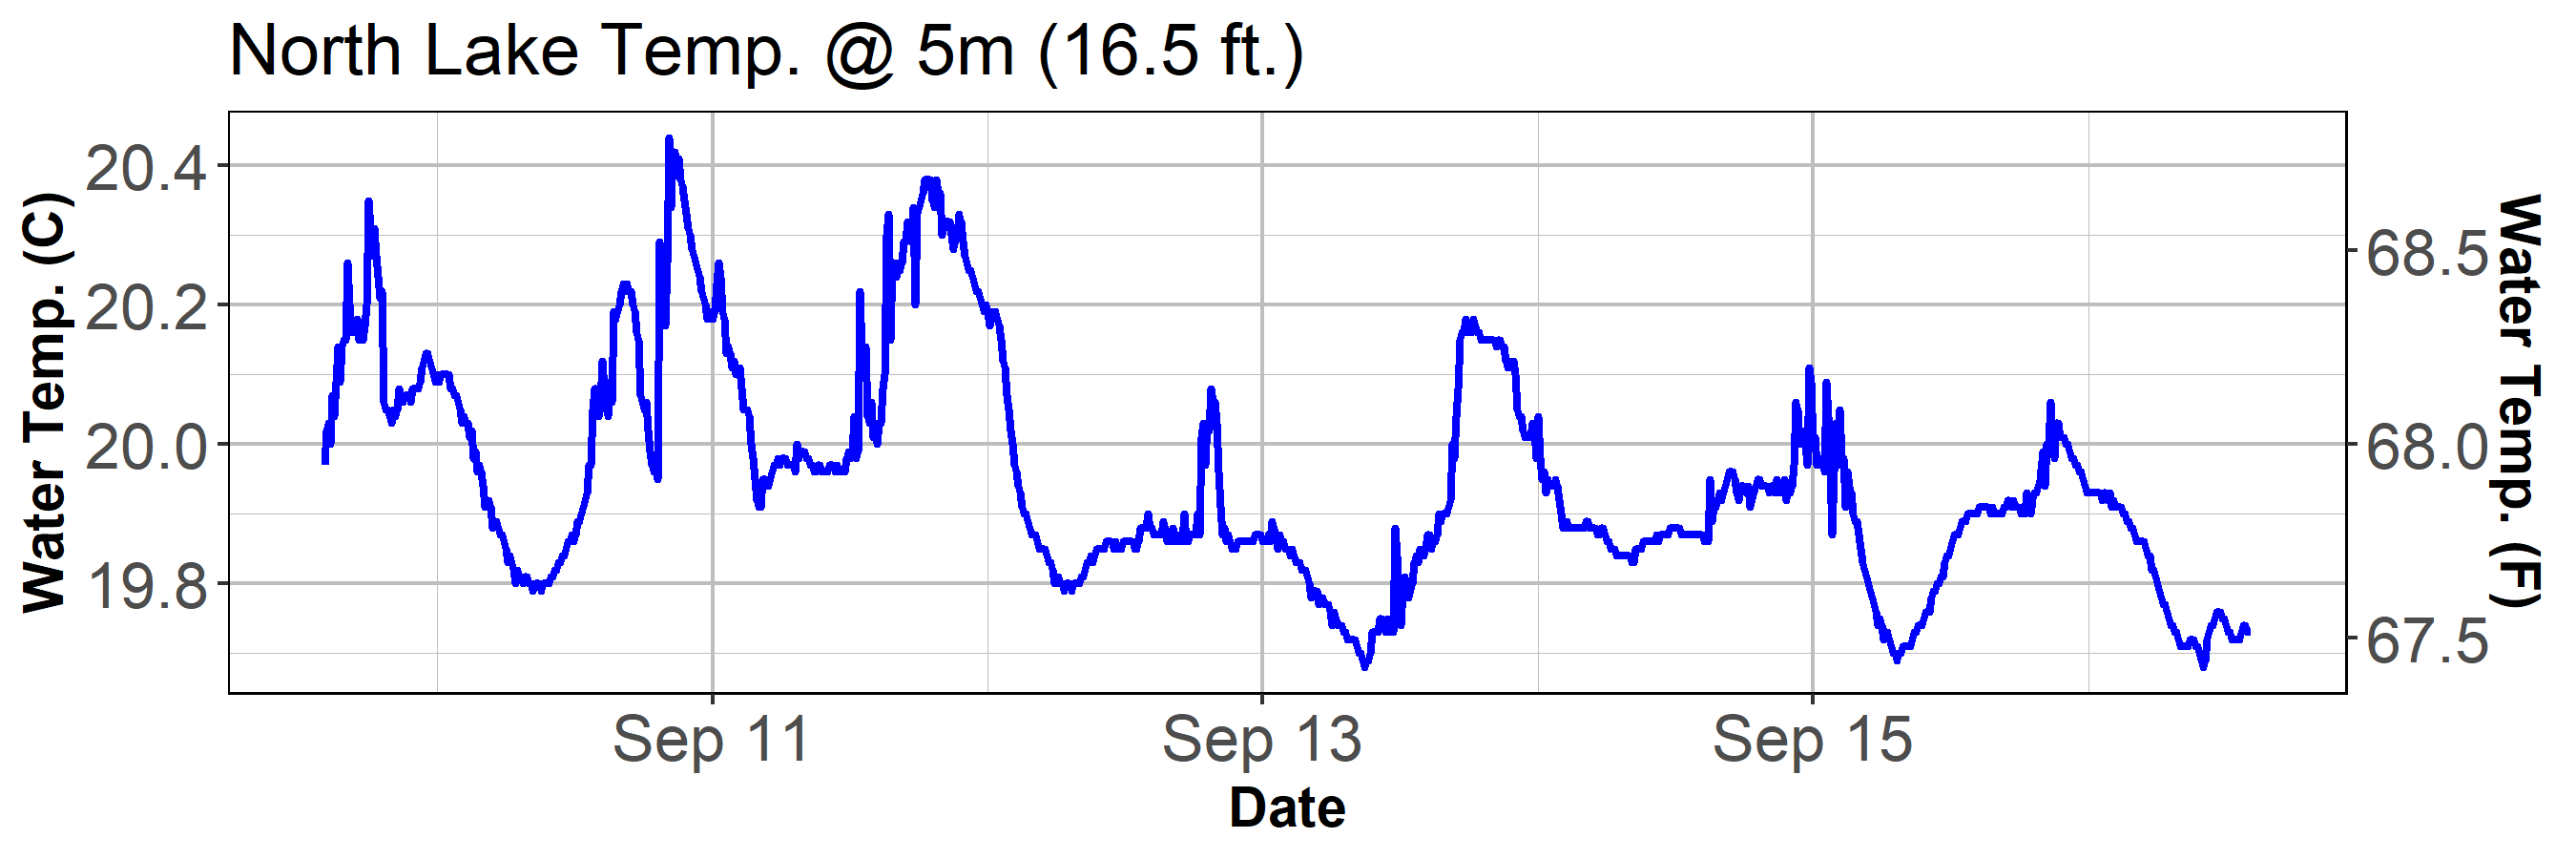 North Lake Temp. @ 5m (16.5 ft.)
Water Temp. (C)
20.4
20.2
20.0
19.8
68.5
68.0
67.5
Water Temp. (F)
Sep 11
Sep 13
Sep 15
Date